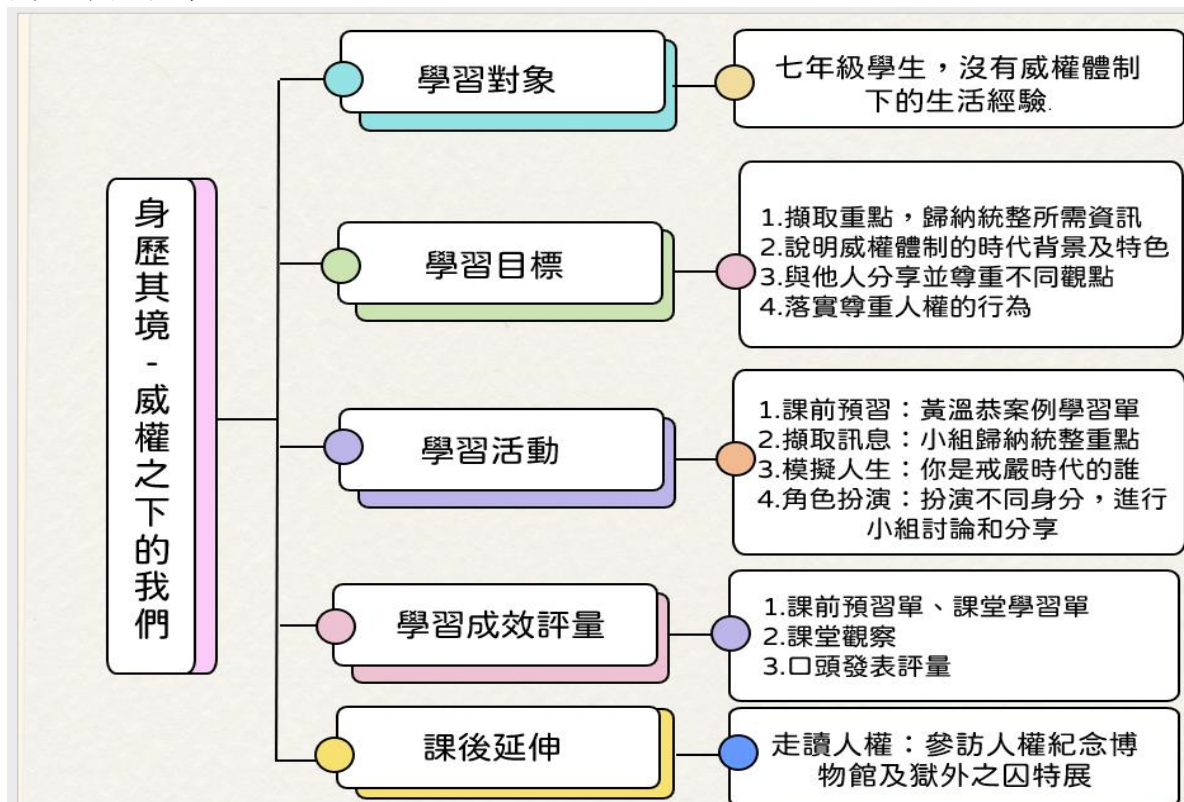 身歷其境-威權之下的我們
學習對象
七年級學生，沒有威權體制
下的生活經驗.
學習目標
1.擷取重點，歸納統整所需資訊
2.說明威權體制的時代背景及特色
3.與他人分享並尊重不同觀點
4.落實尊重人權的行為
學習活動
1.課前預習：黃溫恭案例學習單
2.擷取訊息：小組歸納統整重點
3.模擬人生：你是戒嚴時代的誰
4.角色扮演：扮演不同身分，進行
小組討論和分享
學習成效評量
1.課前預習單、課堂學習單
2.課堂觀察
3.口頭發表評量
課後延伸
走讀人權：參訪人權紀念博
物館及獄外之囚特展